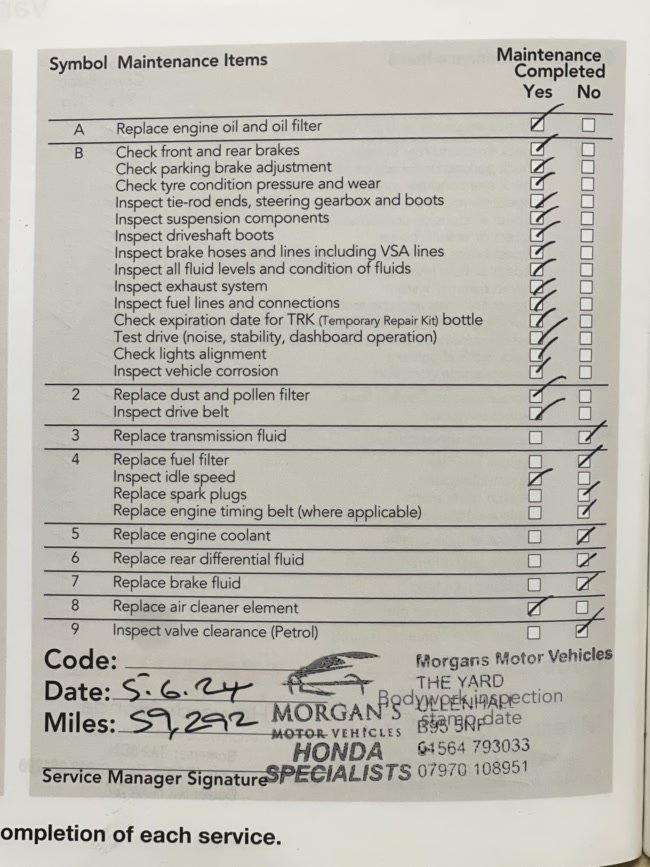 Symbol Maintenance Items
Maintenance
Completed
Yes No
A Replace engine oil and oil filter
B Check front and rear brakes
Check parking brake adjustment
Check tyre condition pressure and wear
Inspect tie-rod ends, steering gearbox and boots
Inspect suspension components
Inspect driveshaft boots
Inspect brake hoses and lines including VSA lines
Inspect all fluid levels and condition of fluids
Inspect exhaust system
Inspect fuel lines and connections
Check expiration date for TRK (Temporary Repair Kit) bottle
Test drive (noise, stability, dashboard operation)
Check lights alignment
Inspect vehicle corrosion
2 Replace dust and pollen filter
Inspect drive belt
3 Replace transmission fluid
4 Replace fuel filter
Inspect idle speed
Replace spark plugs
Replace engine timing belt (where applicable)
5 Replace engine coolant
6 Replace rear differential fluid
7 Replace brake fluid
8 Replace air cleaner element
9 Inspect valve clearance (Petrol)
Code:
Date: 5.6.24
Miles: 59,292
Service Manager Signature
MORGAN'S
MOTOR VEHICLES
HONDA
SPECIALISTS
Morgans Motor Vehicles
THE YARD
ULLENHALL
B95 5NF
01564 793033
07970 108951
Bodywork inspection
stamp date
ompletion of each service.